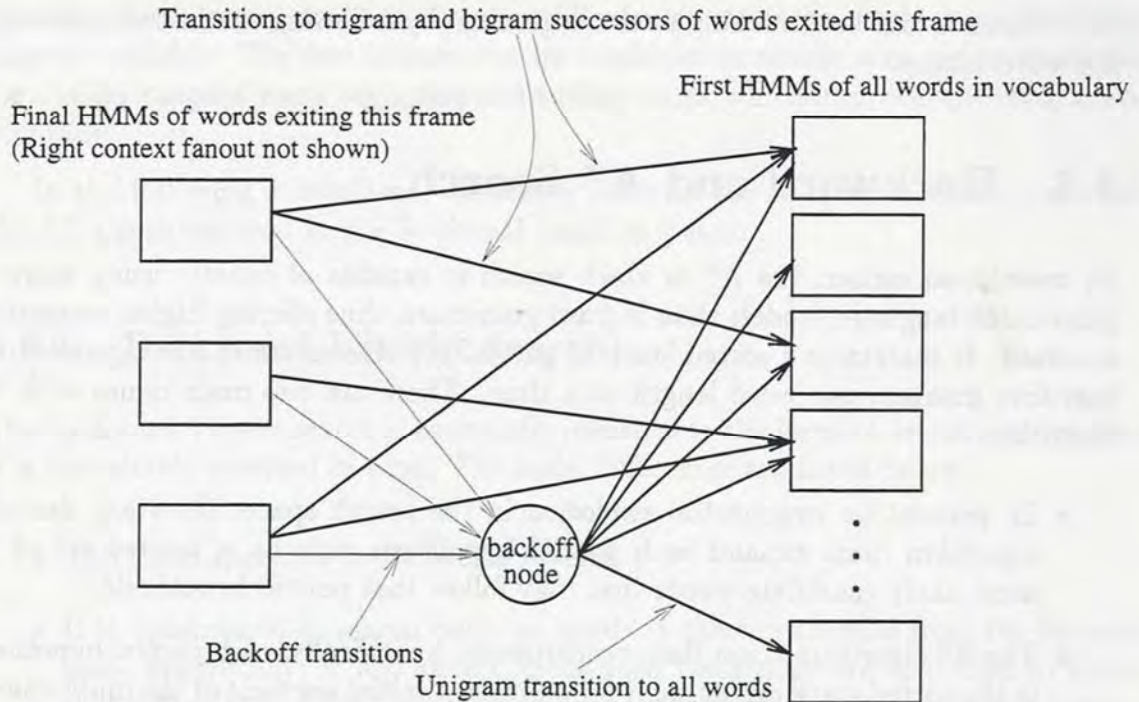 Transitions to trigram and bigram successors of words exited this frame
First HMMs of all words in vocabulary
Final HMMs of words exiting this frame
(Right context fanout not shown)
backoff
node
Backoff transitions
Unigram transition to all words